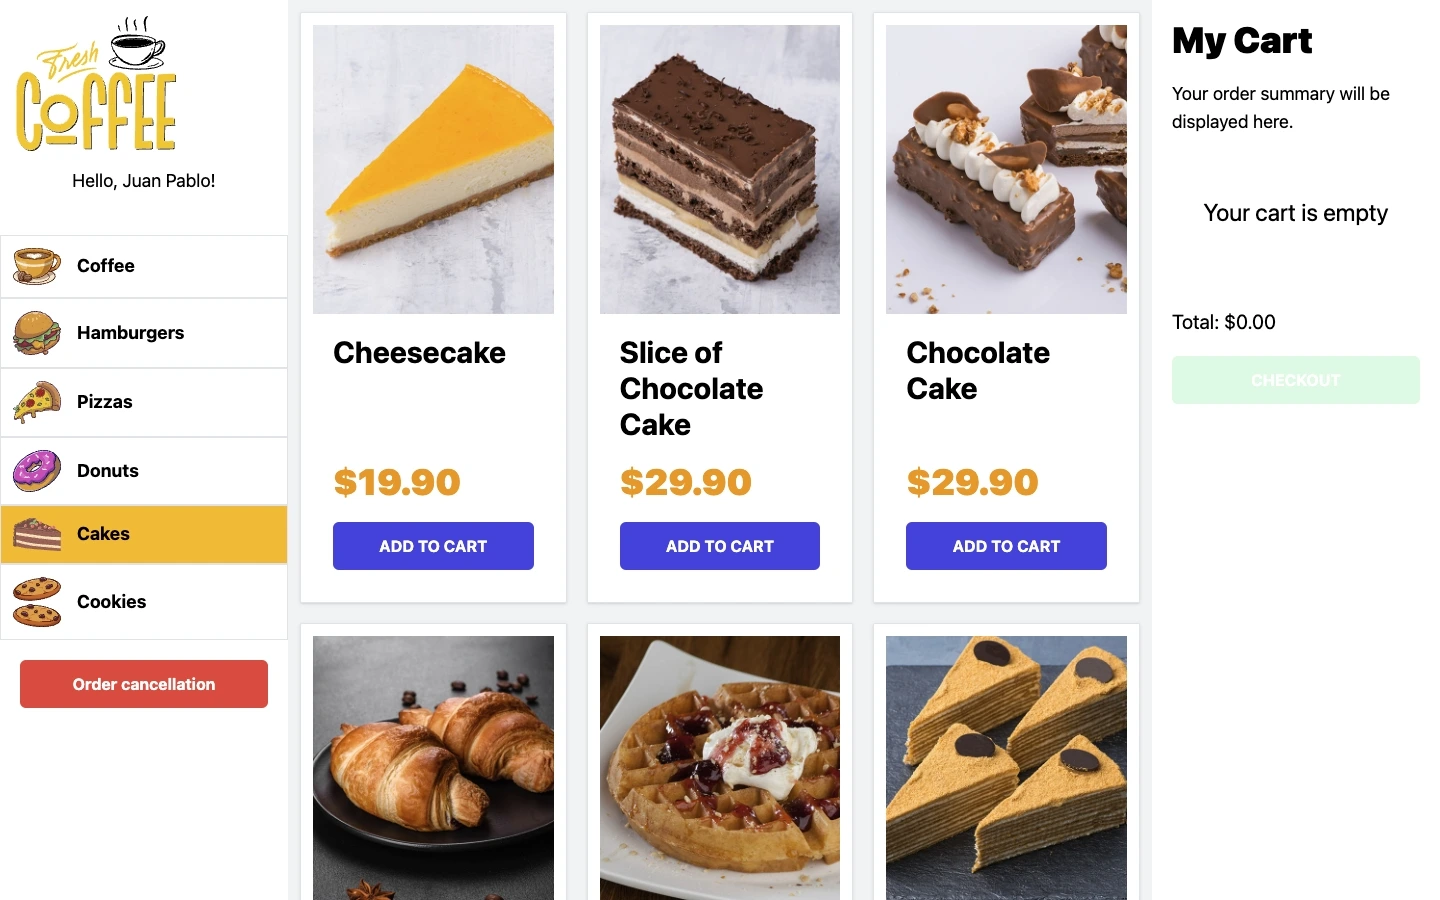 Fresh
COFFEE
Hello, Juan Pablo!
Coffee
Hamburgers
Pizzas
Donuts
Cakes
Cookies
Order cancellation
Cheesecake
$19.90
ADD TO CART
Slice of
Chocolate
Cake
$29.90
ADD TO CART
Chocolate
Cake
$29.90
ADD TO CART
My Cart
Your order summary will be
displayed here.
Your cart is empty
Total: $0.00
CHECKOUT